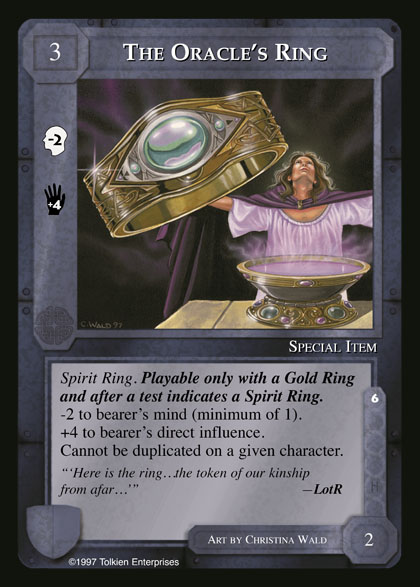 3
THE ORACLE'S RING
-2
+4
C. WALD 97
SPECIAL ITEM
Spirit Ring. Playable only with a Gold Ring
and after a test indicates a Spirit Ring.
-2 to bearer's mind (minimum of 1).
+4 to bearer's direct influence.
Cannot be duplicated on a given character.
"‘Here is the ring…the token of our kinship
from afar…’"
—LotR
6
H
ART BY CHRISTINA WALD
2
©1997 Tolkien Enterprises